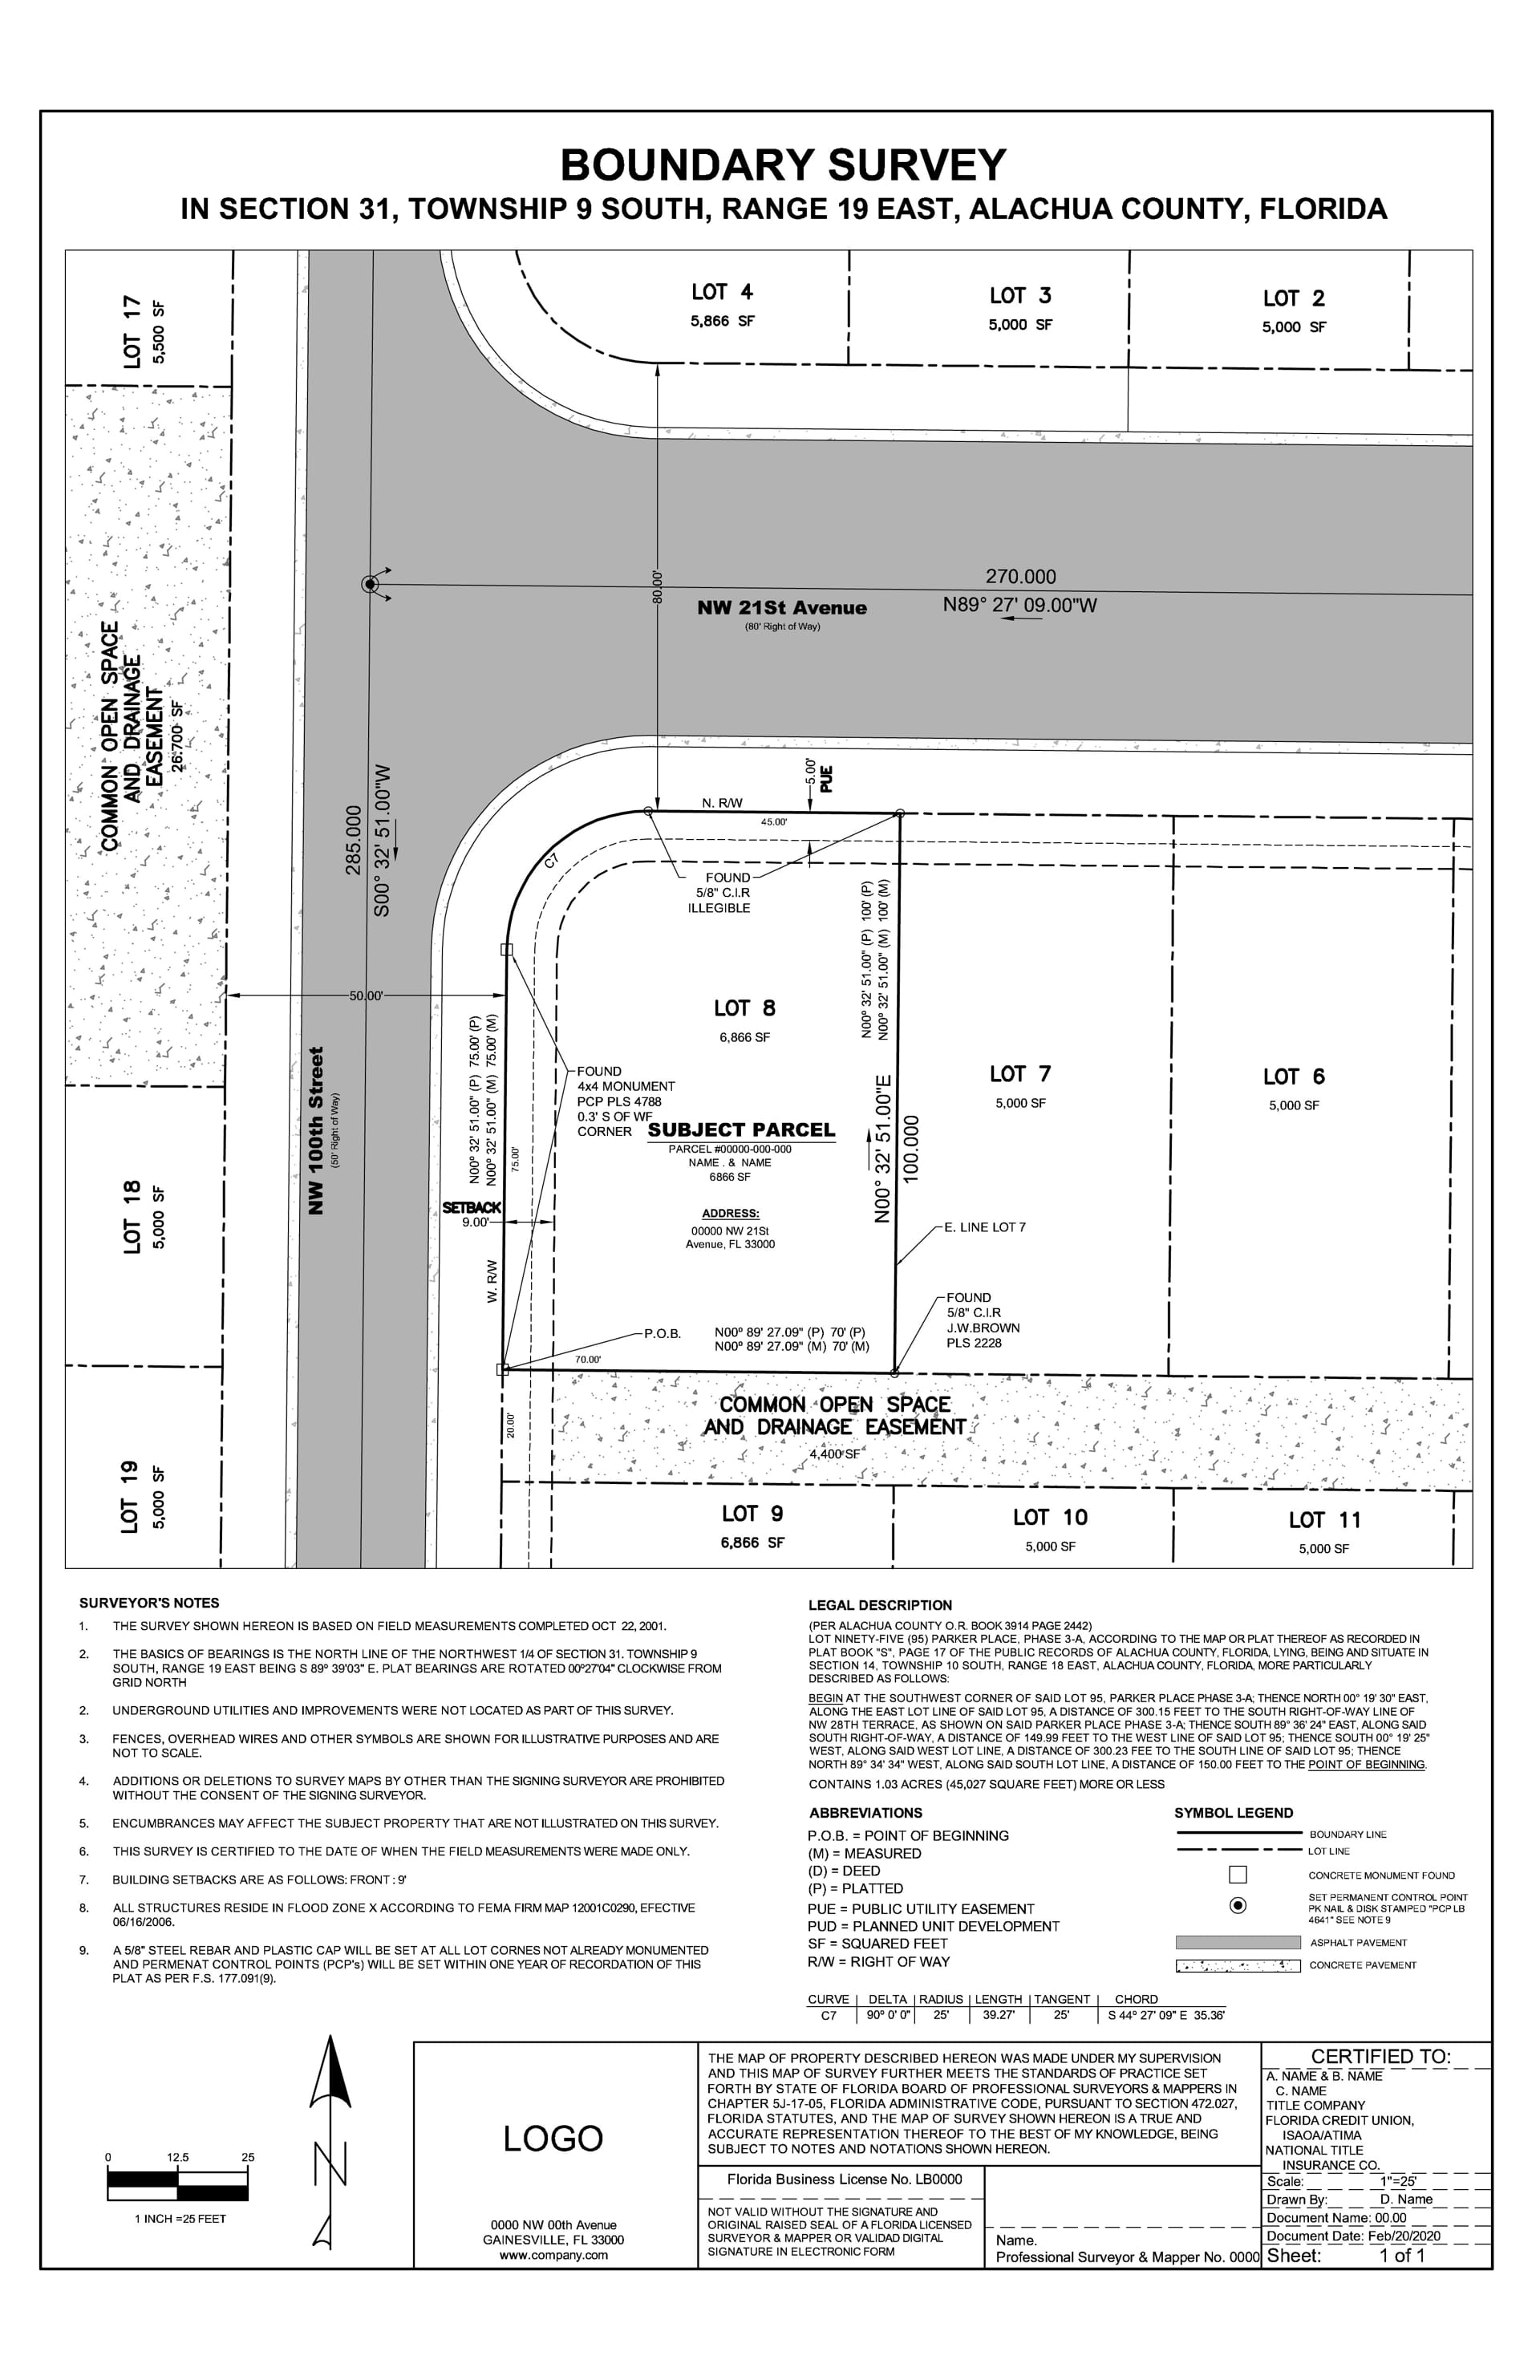 BOUNDARY SURVEY
IN SECTION 31, TOWNSHIP 9 SOUTH, RANGE 19 EAST, ALACHUA COUNTY, FLORIDA
LOT 17
5,500 SF
LOT 4
5,866 SF
LOT 3
5,000 SF
LOT 2
5,000 SF
COMMON OPEN SPACE
AND DRAINAGE
EASEMENT
26.700 SF
80.00'
NW 21St Avenue
(80' Right of Way)
270.000
N89° 27' 09.00"W
285.000
S00° 32' 51.00"W
N. R/W
45.00'
5.00'
PUE
C7
FOUND
5/8" C.I.R
ILLEGIBLE
50.00'
NW 100th Street
(50' Right of Way)
N00º 32' 51.00" (P) 75.00' (P)
N00º 32' 51.00" (M) 75.00' (M)
75.00'
N00º 32' 51.00" (P) 100' (P)
N00º 32' 51.00" (M) 100' (M)
N00° 32' 51.00"E
100.000
LOT 8
6,866 SF
FOUND
4x4 MONUMENT
PCP PLS 4788
0.3' S OF WF
CORNER
SUBJECT PARCEL
PARCEL #00000-000-000
NAME . & NAME
6866 SF
ADDRESS:
00000 NW 21St
Avenue, FL 33000
SETBACK
9.00'
W. R/W
LOT 7
5,000 SF
LOT 6
5,000 SF
E. LINE LOT 7
FOUND
5/8" C.I.R
J.W.BROWN
PLS 2228
P.O.B.
N00º 89' 27.09" (P) 70' (P)
N00º 89' 27.09" (M) 70' (M)
70.00'
20.00'
COMMON OPEN SPACE
AND DRAINAGE EASEMENT
4,400 SF
LOT 18
5,000 SF
LOT 19
5,000 SF
LOT 9
6,866 SF
LOT 10
5,000 SF
LOT 11
5,000 SF
SURVEYOR'S NOTES
1. THE SURVEY SHOWN HEREON IS BASED ON FIELD MEASUREMENTS COMPLETED OCT 22, 2001.
2. THE BASICS OF BEARINGS IS THE NORTH LINE OF THE NORTHWEST 1/4 OF SECTION 31. TOWNSHIP 9
SOUTH, RANGE 19 EAST BEING S 89° 39'03" E. PLAT BEARINGS ARE ROTATED 00º27'04" CLOCKWISE FROM
GRID NORTH
2. UNDERGROUND UTILITIES AND IMPROVEMENTS WERE NOT LOCATED AS PART OF THIS SURVEY.
3. FENCES, OVERHEAD WIRES AND OTHER SYMBOLS ARE SHOWN FOR ILLUSTRATIVE PURPOSES AND ARE
NOT TO SCALE.
4. ADDITIONS OR DELETIONS TO SURVEY MAPS BY OTHER THAN THE SIGNING SURVEYOR ARE PROHIBITED
WITHOUT THE CONSENT OF THE SIGNING SURVEYOR.
5. ENCUMBRANCES MAY AFFECT THE SUBJECT PROPERTY THAT ARE NOT ILLUSTRATED ON THIS SURVEY.
6. THIS SURVEY IS CERTIFIED TO THE DATE OF WHEN THE FIELD MEASUREMENTS WERE MADE ONLY.
7. BUILDING SETBACKS ARE AS FOLLOWS: FRONT : 9'
8. ALL STRUCTURES RESIDE IN FLOOD ZONE X ACCORDING TO FEMA FIRM MAP 12001C0290, EFFECTIVE
06/16/2006.
9. A 5/8" STEEL REBAR AND PLASTIC CAP WILL BE SET AT ALL LOT CORNES NOT ALREADY MONUMENTED
AND PERMENAT CONTROL POINTS (PCP's) WILL BE SET WITHIN ONE YEAR OF RECORDATION OF THIS
PLAT AS PER F.S. 177.091(9).
LEGAL DESCRIPTION
(PER ALACHUA COUNTY O.R. BOOK 3914 PAGE 2442)
LOT NINETY-FIVE (95) PARKER PLACE, PHASE 3-A, ACCORDING TO THE MAP OR PLAT THEREOF AS RECORDED IN
PLAT BOOK "S", PAGE 17 OF THE PUBLIC RECORDS OF ALACHUA COUNTY, FLORIDA, LYING, BEING AND SITUATE IN
SECTION 14, TOWNSHIP 10 SOUTH, RANGE 18 EAST, ALACHUA COUNTY, FLORIDA, MORE PARTICULARLY
DESCRIBED AS FOLLOWS:
BEGIN AT THE SOUTHWEST CORNER OF SAID LOT 95, PARKER PLACE PHASE 3-A; THENCE NORTH 00° 19' 30" EAST,
ALONG THE EAST LOT LINE OF SAID LOT 95, A DISTANCE OF 300.15 FEET TO THE SOUTH RIGHT-OF-WAY LINE OF
NW 28TH TERRACE, AS SHOWN ON SAID PARKER PLACE PHASE 3-A; THENCE SOUTH 89° 36' 24" EAST, ALONG SAID
SOUTH RIGHT-OF-WAY, A DISTANCE OF 149.99 FEET TO THE WEST LINE OF SAID LOT 95; THENCE SOUTH 00° 19' 25"
WEST, ALONG SAID WEST LOT LINE, A DISTANCE OF 300.23 FEE TO THE SOUTH LINE OF SAID LOT 95; THENCE
NORTH 89° 34' 34" WEST, ALONG SAID SOUTH LOT LINE, A DISTANCE OF 150.00 FEET TO THE POINT OF BEGINNING.
CONTAINS 1.03 ACRES (45,027 SQUARE FEET) MORE OR LESS
ABBREVIATIONS
P.O.B. = POINT OF BEGINNING
(M) = MEASURED
(D) = DEED
(P) = PLATTED
PUE = PUBLIC UTILITY EASEMENT
PUD = PLANNED UNIT DEVELOPMENT
SF = SQUARED FEET
R/W = RIGHT OF WAY
SYMBOL LEGEND
BOUNDARY LINE
LOT LINE
CONCRETE MONUMENT FOUND
SET PERMANENT CONTROL POINT
PK NAIL & DISK STAMPED "PCP LB
4641" SEE NOTE 9
ASPHALT PAVEMENT
CONCRETE PAVEMENT
CURVE DELTA RADIUS LENGTH TANGENT CHORD
C7 90º 0' 0" 25' 39.27' 25' S 44° 27' 09" E 35.36'
0 12.5 25
1 INCH =25 FEET
N
LOGO
0000 NW 00th Avenue
GAINESVILLE, FL 33000
www.company.com
THE MAP OF PROPERTY DESCRIBED HEREON WAS MADE UNDER MY SUPERVISION
AND THIS MAP OF SURVEY FURTHER MEETS THE STANDARDS OF PRACTICE SET
FORTH BY STATE OF FLORIDA BOARD OF PROFESSIONAL SURVEYORS & MAPPERS IN
CHAPTER 5J-17-05, FLORIDA ADMINISTRATIVE CODE, PURSUANT TO SECTION 472.027,
FLORIDA STATUTES, AND THE MAP OF SURVEY SHOWN HEREON IS A TRUE AND
ACCURATE REPRESENTATION THEREOF TO THE BEST OF MY KNOWLEDGE, BEING
SUBJECT TO NOTES AND NOTATIONS SHOWN HEREON.
Florida Business License No. LB0000
NOT VALID WITHOUT THE SIGNATURE AND
ORIGINAL RAISED SEAL OF A FLORIDA LICENSED
SURVEYOR & MAPPER OR VALIDAD DIGITAL
SIGNATURE IN ELECTRONIC FORM
Name.
Professional Surveyor & Mapper No. 0000
CERTIFIED TO:
A. NAME & B. NAME
C. NAME
TITLE COMPANY
FLORIDA CREDIT UNION,
ISAOA/ATIMA
NATIONAL TITLE
INSURANCE CO.
Scale: 1"=25'
Drawn By: D. Name
Document Name: 00.00
Document Date: Feb/20/2020
Sheet: 1 of 1